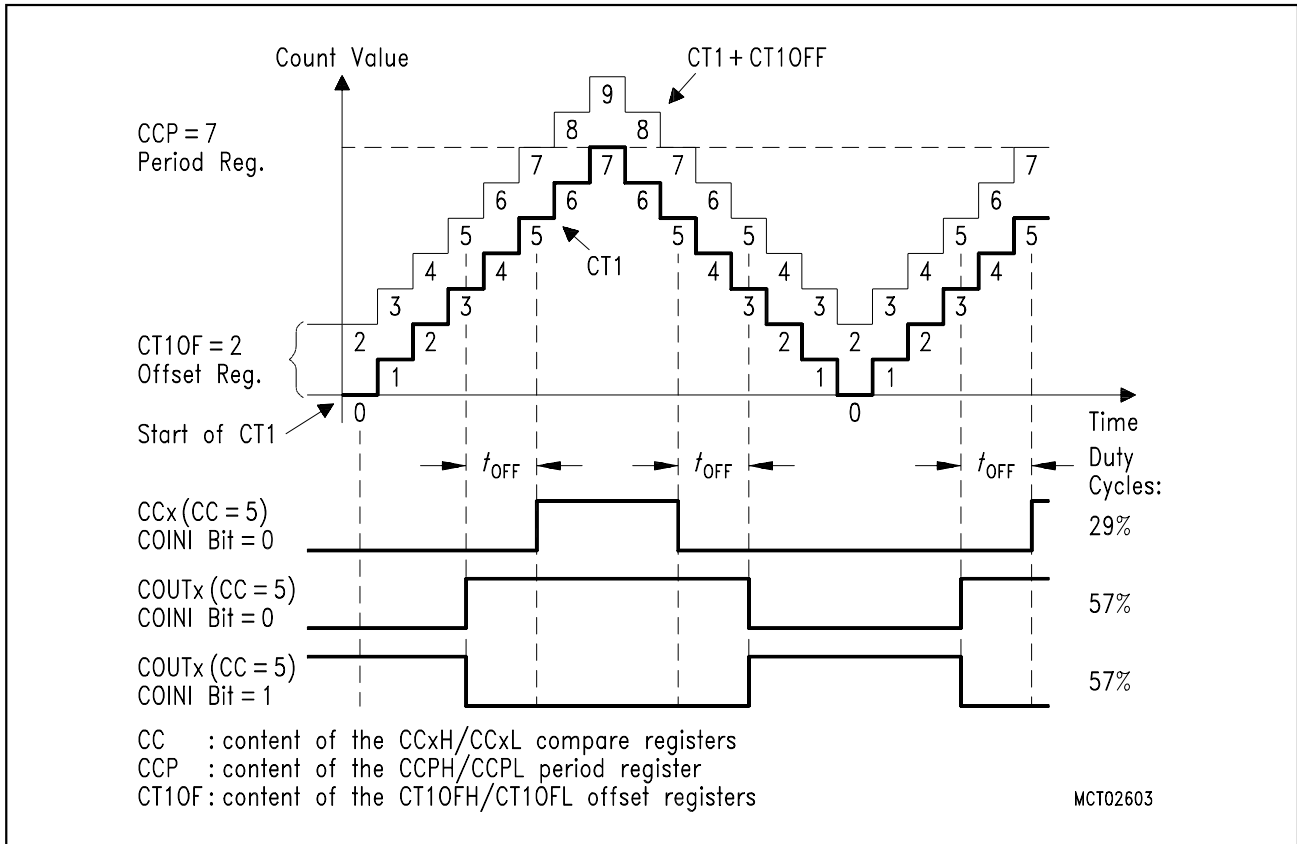 Count Value
CT1+CT1OFF
CCP = 7
Period Reg.
9
8 8
7 7 7 7
6 6 6 6 6
5 5 5 5 5 5
CT1
4 4 4 4 4 4
3 3 3 3 3 3
CT1OF = 2
Offset Reg.
2 2 2 2 2
1 1 1
0 0
Start of CT1
Time
tOFF tOFF tOFF
Duty
Cycles:
CCx (CC = 5)
COINI Bit = 0
29%
COUTx (CC = 5)
COINI Bit = 0
57%
COUTx (CC = 5)
COINI Bit = 1
57%
CC : content of the CCxH/CCxL compare registers
CCP : content of the CCPH/CCPL period register
CT1OF : content of the CT1OFH/CT1OFL offset registers
MCT02603